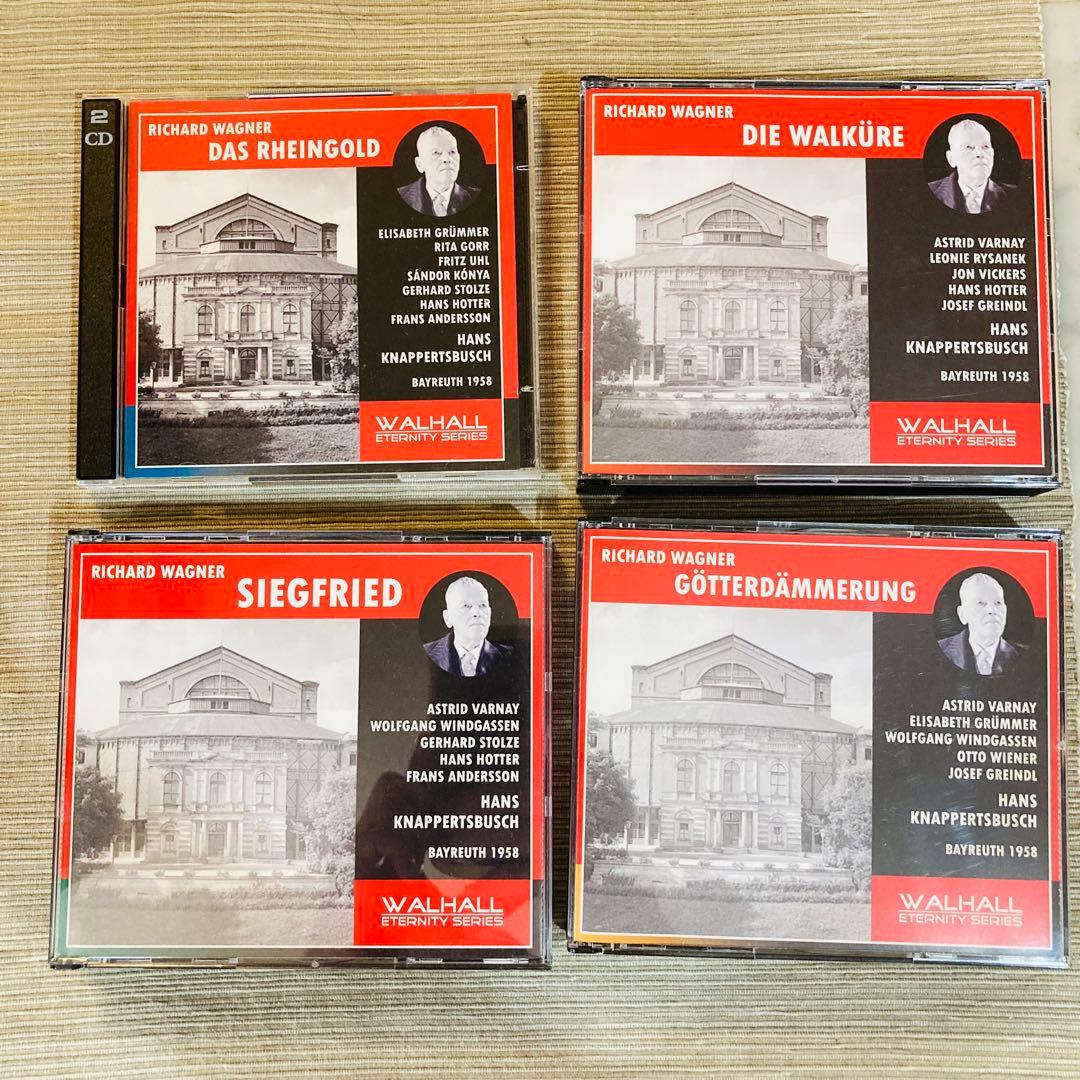 2
CD
RICHARD WAGNER
DAS RHEINGOLD
ELISABETH GRÜMMER
RITA GORR
FRITZ UHL
SÁNDOR KÓNYA
GERHARD STOLZE
HANS HOTTER
FRANS ANDERSSON
HANS
KNAPPERTSBUSCH
BAYREUTH 1958
WALHALL
ETERNITY SERIES
RICHARD WAGNER
DIE WALKÜRE
ASTRID VARNAY
LEONIE RYSANEK
JON VICKERS
HANS HOTTER
JOSEF GREINDL
HANS
KNAPPERTSBUSCH
BAYREUTH 1958
WALHALL
ETERNITY SERIES
RICHARD WAGNER
SIEGFRIED
ASTRID VARNAY
WOLFGANG WINDGASSEN
GERHARD STOLZE
HANS HOTTER
FRANS ANDERSSON
HANS
KNAPPERTSBUSCH
BAYREUTH 1958
WALHALL
ETERNITY SERIES
RICHARD WAGNER
GÖTTERDÄMMERUNG
ASTRID VARNAY
ELISABETH GRÜMMER
WOLFGANG WINDGASSEN
OTTO WIENER
JOSEF GREINDL
HANS
KNAPPERTSBUSCH
BAYREUTH 1958
WALHALL
ETERNITY SERIES